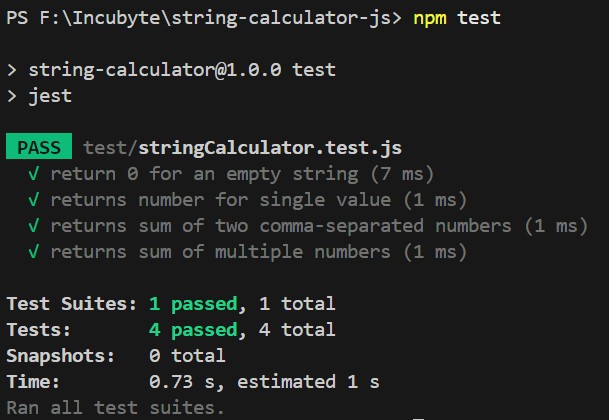 PS F:\Incubyte\string-calculator-js> npm test
> string-calculator@1.0.0 test
> jest
PASS test/stringCalculator.test.js
√ return 0 for an empty string (7 ms)
√ returns number for single value (1 ms)
√ returns sum of two comma-separated numbers (1 ms)
√ returns sum of multiple numbers (1 ms)
Test Suites: 1 passed, 1 total
Tests: 4 passed, 4 total
Snapshots: 0 total
Time: 0.73 s, estimated 1 s
Ran all test suites.